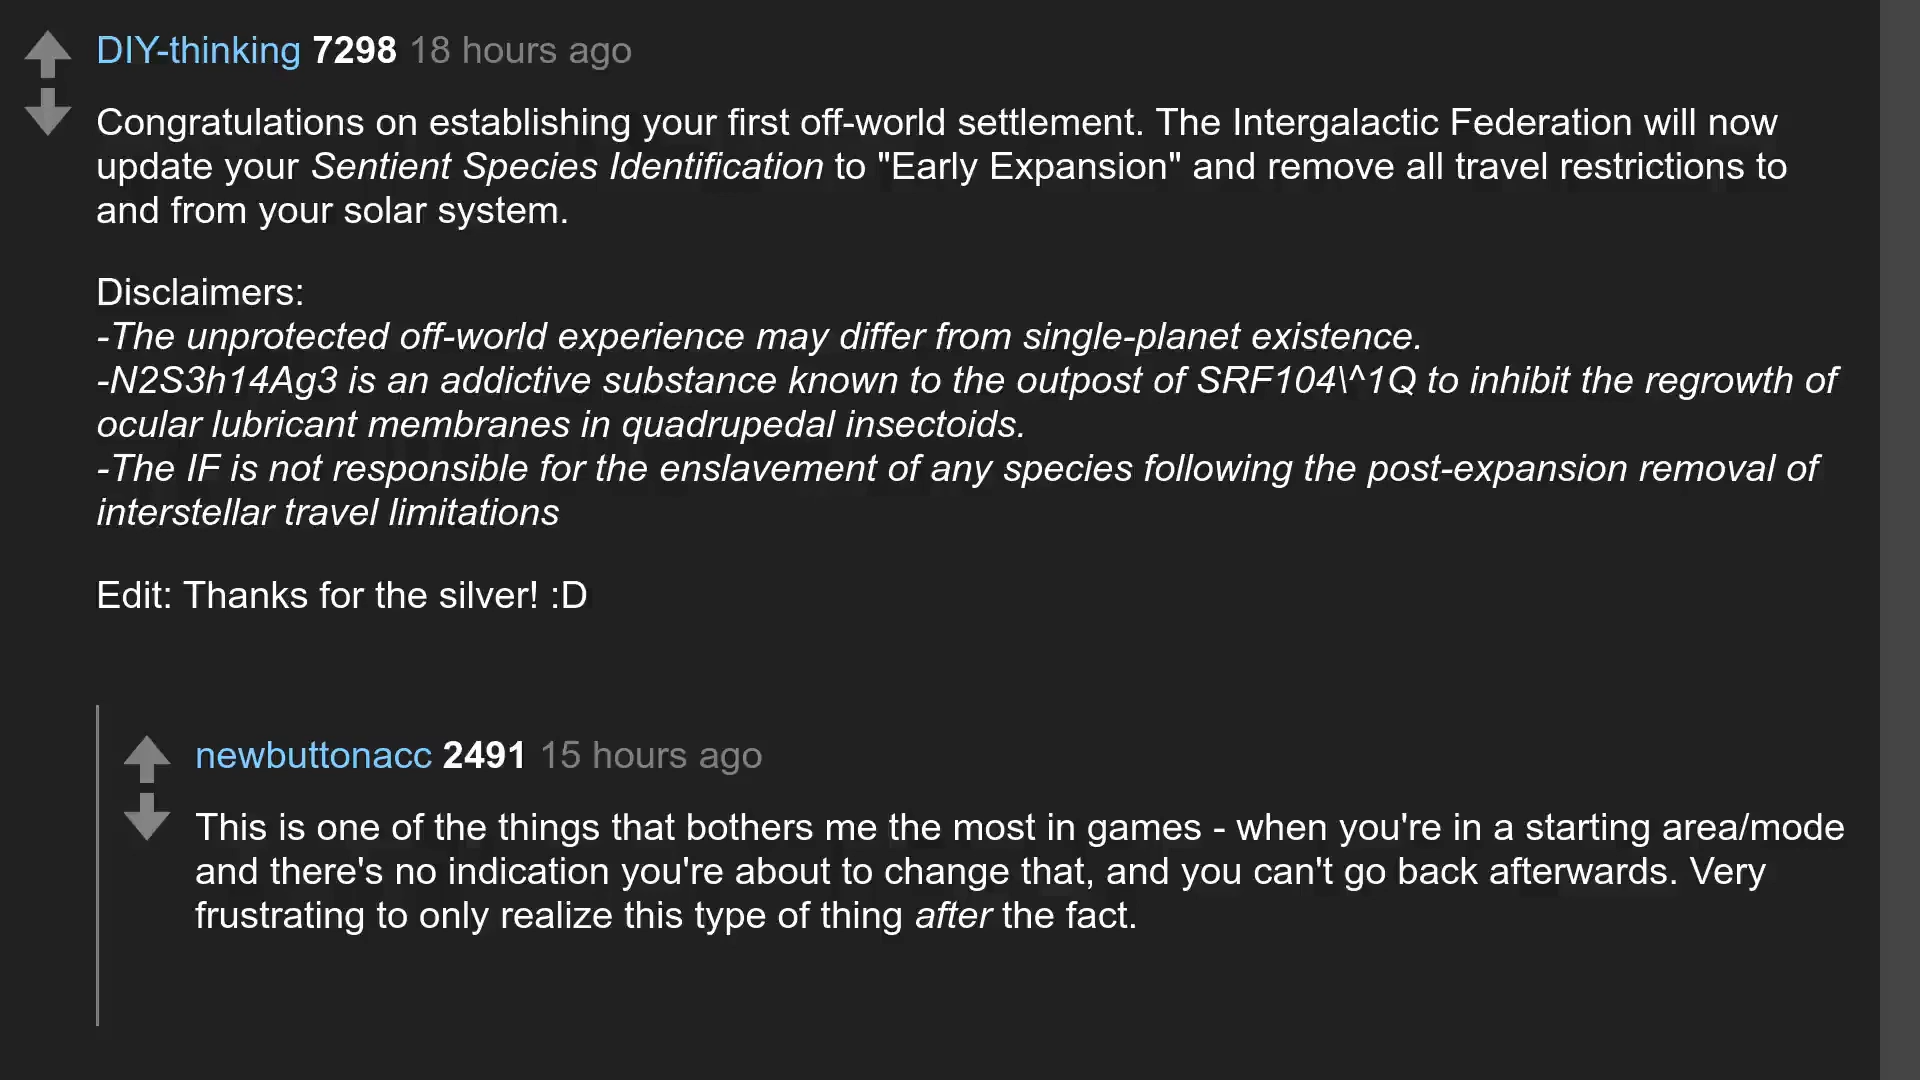 DIY-thinking 7298 18 hours ago
Congratulations on establishing your first off-world settlement. The Intergalactic Federation will now
update your Sentient Species Identification to "Early Expansion" and remove all travel restrictions to
and from your solar system.
Disclaimers:
-The unprotected off-world experience may differ from single-planet existence.
-N2S3h14Ag3 is an addictive substance known to the outpost of SRF104\^1Q to inhibit the regrowth of
ocular lubricant membranes in quadrupedal insectoids.
-The IF is not responsible for the enslavement of any species following the post-expansion removal of
interstellar travel limitations
Edit: Thanks for the silver! :D
newbuttonacc 2491 15 hours ago
This is one of the things that bothers me the most in games - when you're in a starting area/mode
and there's no indication you're about to change that, and you can't go back afterwards. Very
frustrating to only realize this type of thing after the fact.